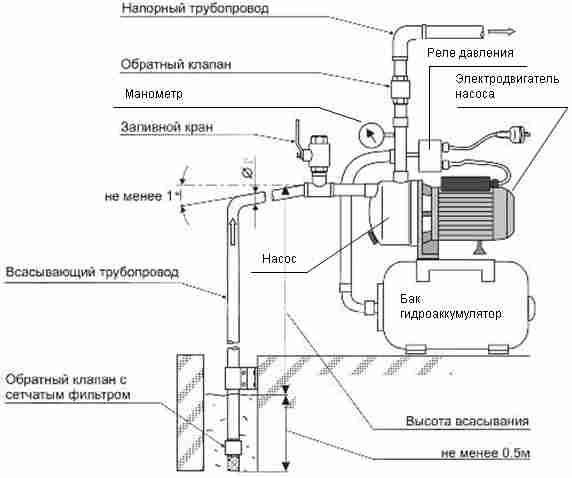 Напорный трубопровод
Реле давления
Обратный клапан
Электродвигатель
насоса
Манометр
Заливной кран
не менее 1°
Насос
Всасывающий трубопровод
Бак
гидроаккумулятор
Обратный клапан с
сетчатым фильтром
Высота всасывания
не менее 0.5м